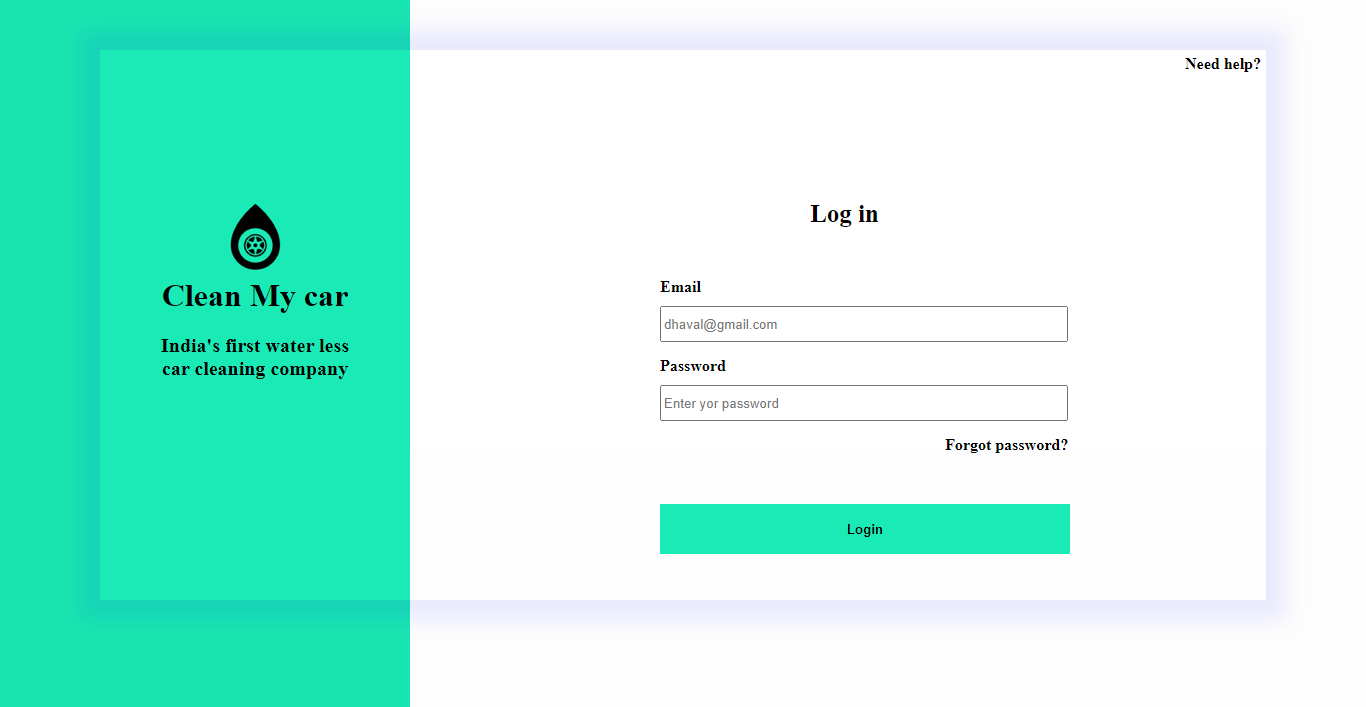 Need help?
Clean My car
India's first water less
car cleaning company
Log in
Email
dhaval@gmail.com
Password
Enter yor password
Forgot password?
Login